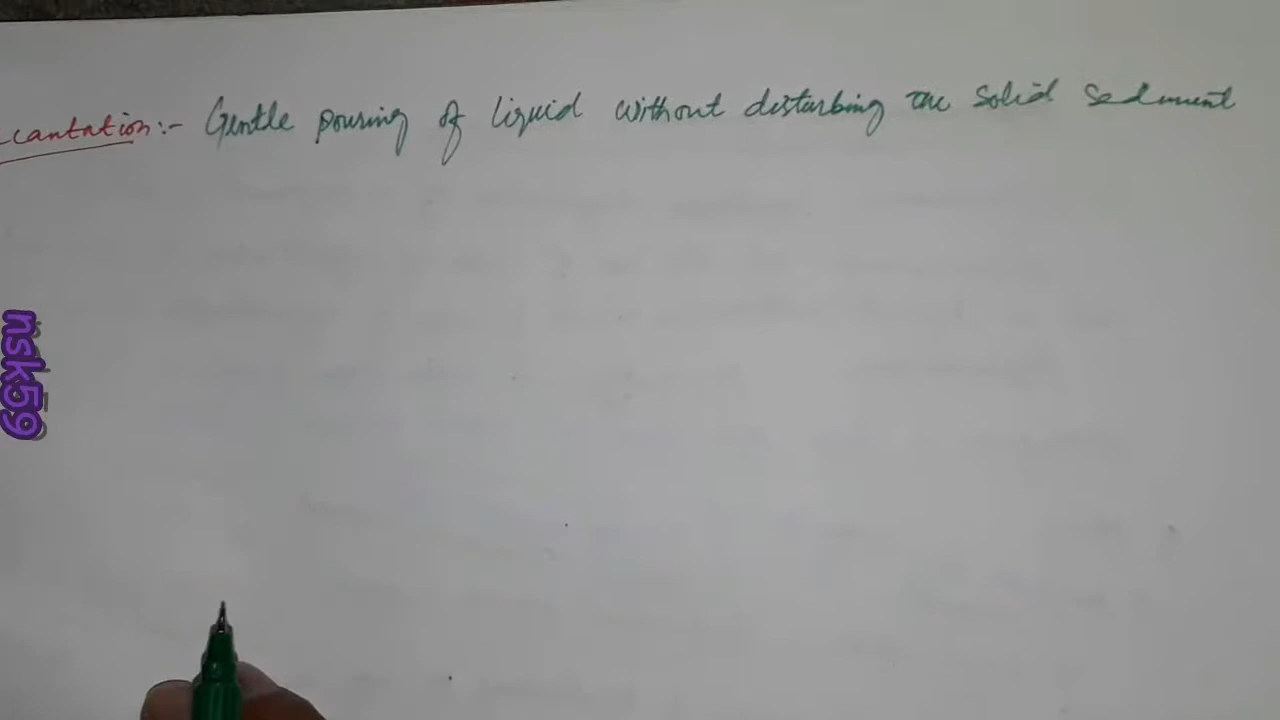 cantation:- Gentle pouring of liquid without disturbing the solid sediment
nsk59